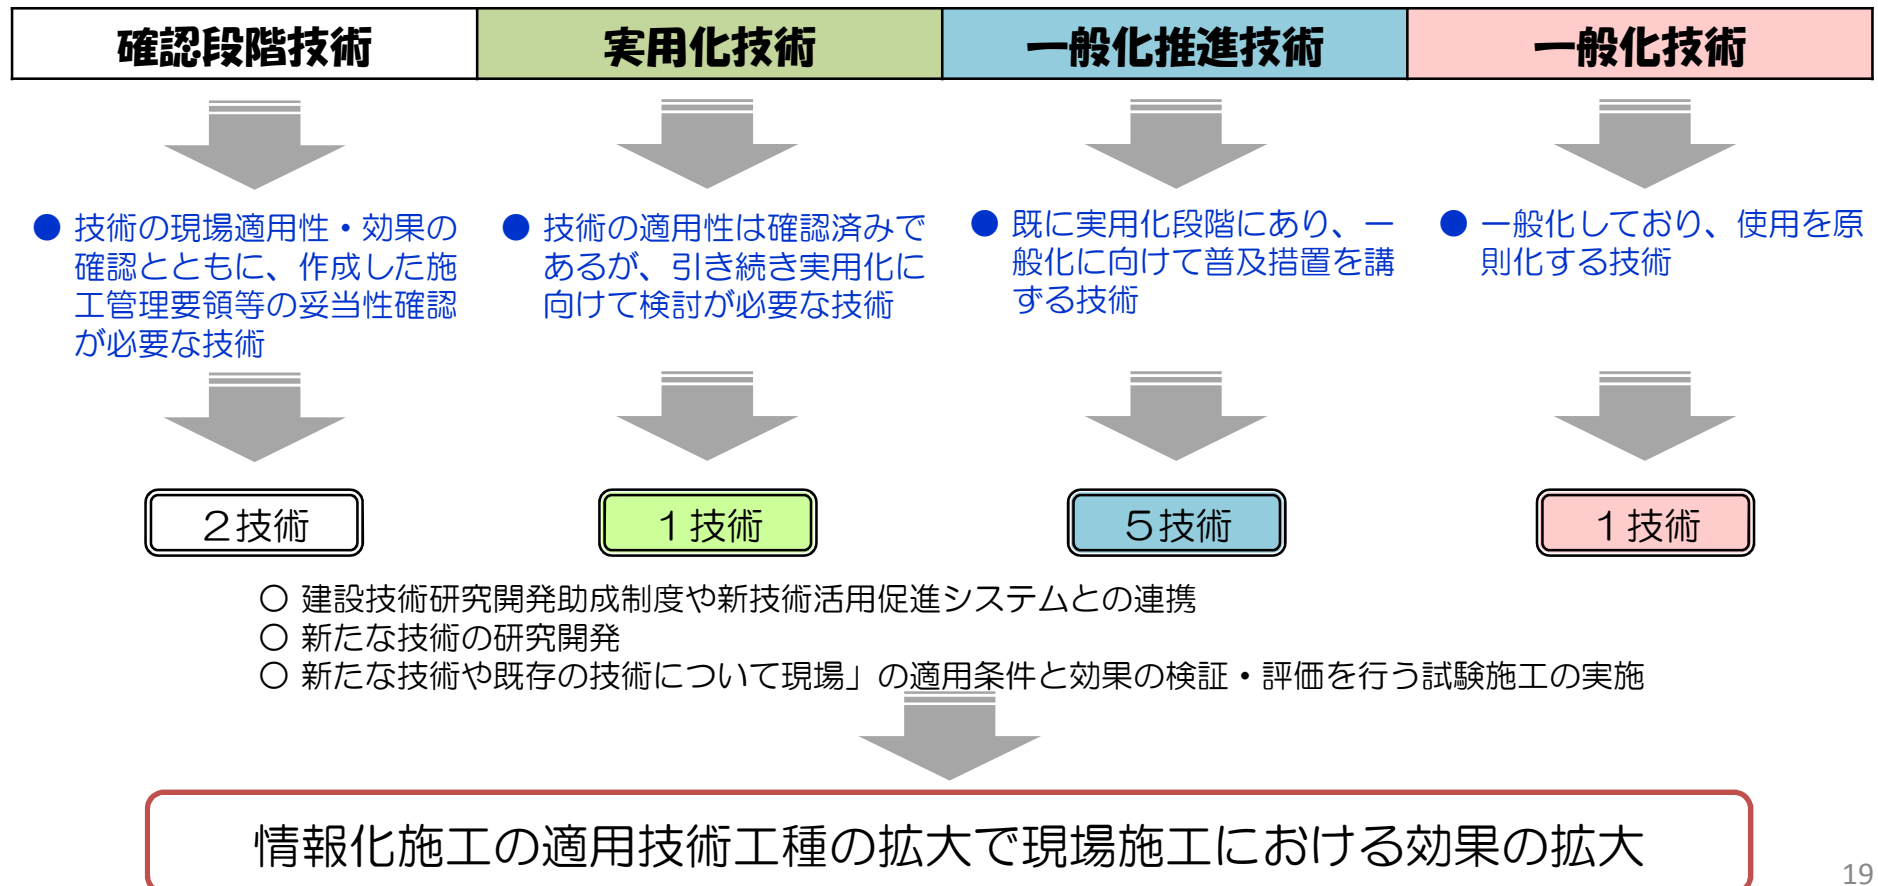 確認段階技術
実用化技術
一般化推進技術
一般化技術
● 技術の現場適用性・効果の
確認とともに、作成した施
工管理要領等の妥当性確認
が必要な技術
● 技術の適用性は確認済みで
あるが、引き続き実用化に
向けて検討が必要な技術
● 既に実用化段階にあり、一
般化に向けて普及措置を講
ずる技術
● 一般化しており、使用を原
則化する技術
２技術
１技術
５技術
１技術
○ 建設技術研究開発助成制度や新技術活用促進システムとの連携
○ 新たな技術の研究開発
○ 新たな技術や既存の技術について現場」の適用条件と効果の検証・評価を行う試験施工の実施
情報化施工の適用技術工種の拡大で現場施工における効果の拡大
19